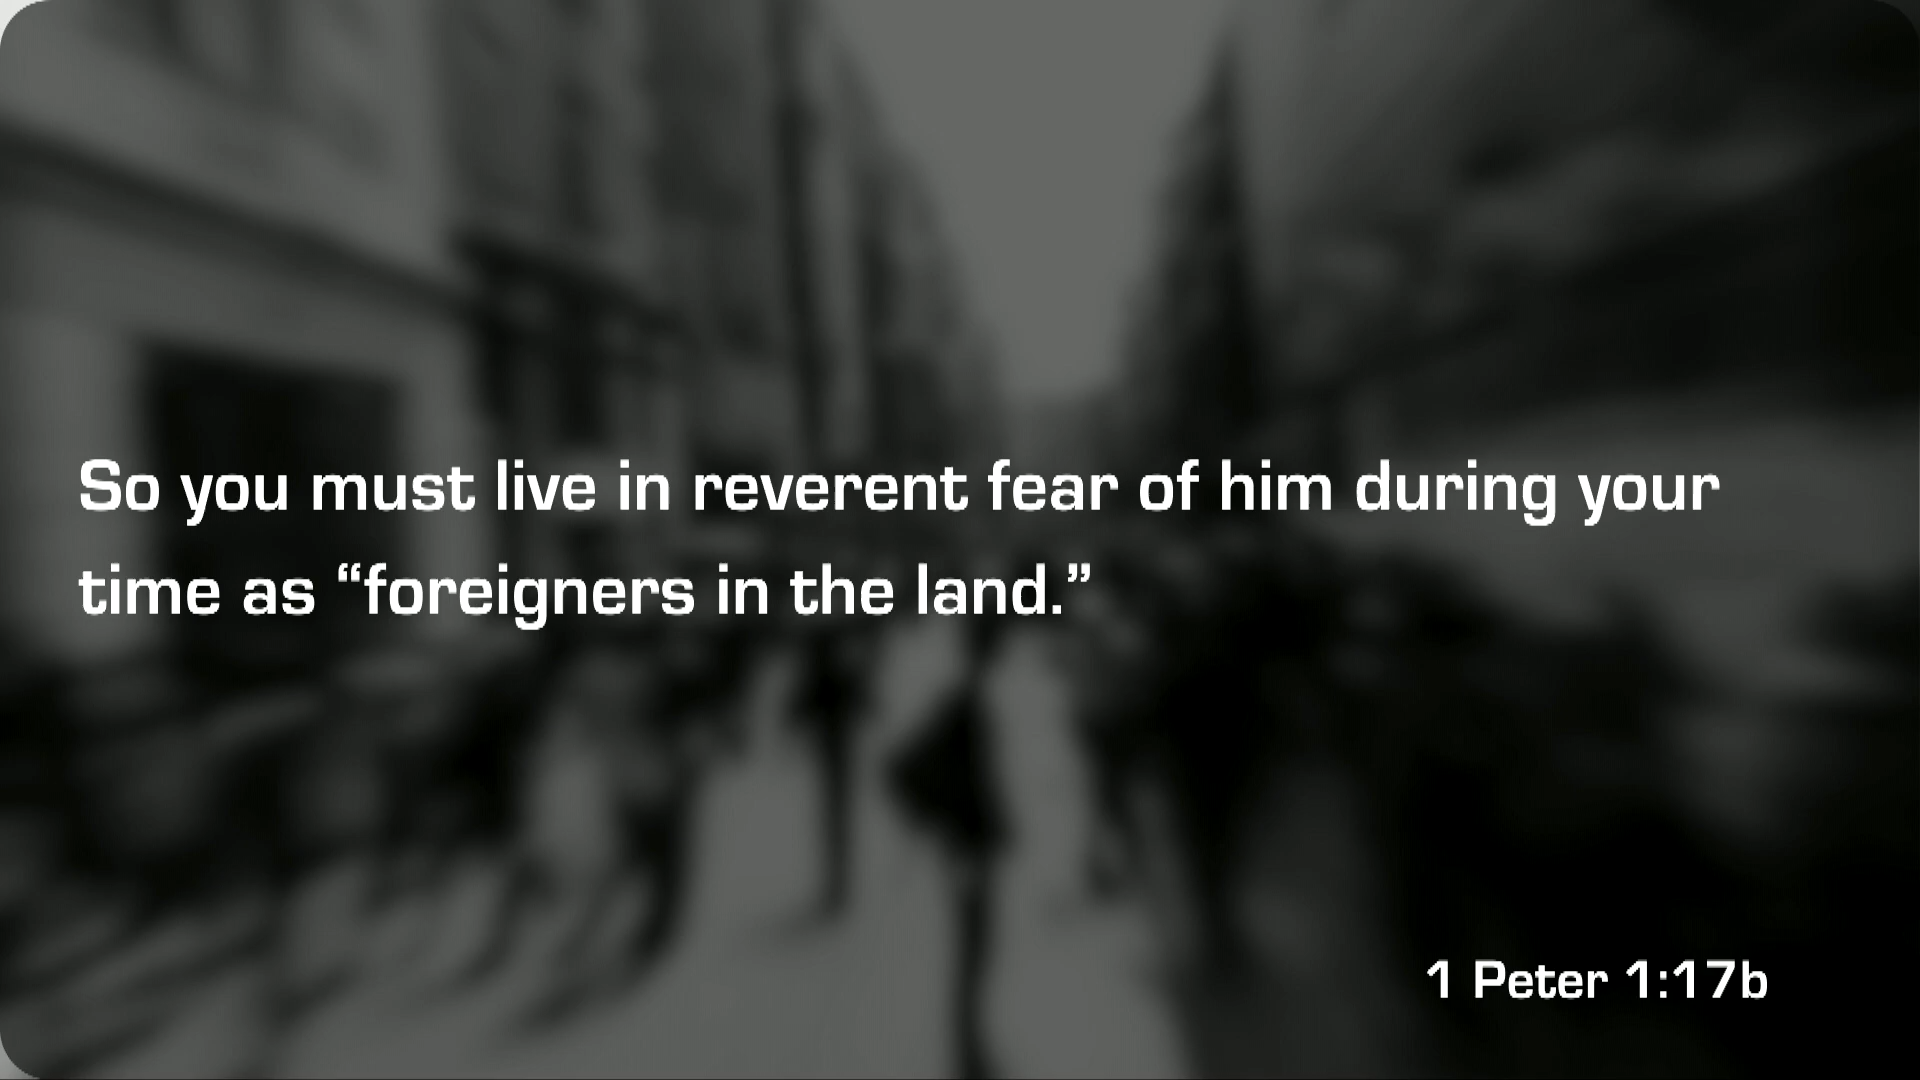 So you must live in reverent fear of him during your
time as “foreigners in the land.”
1 Peter 1:17b